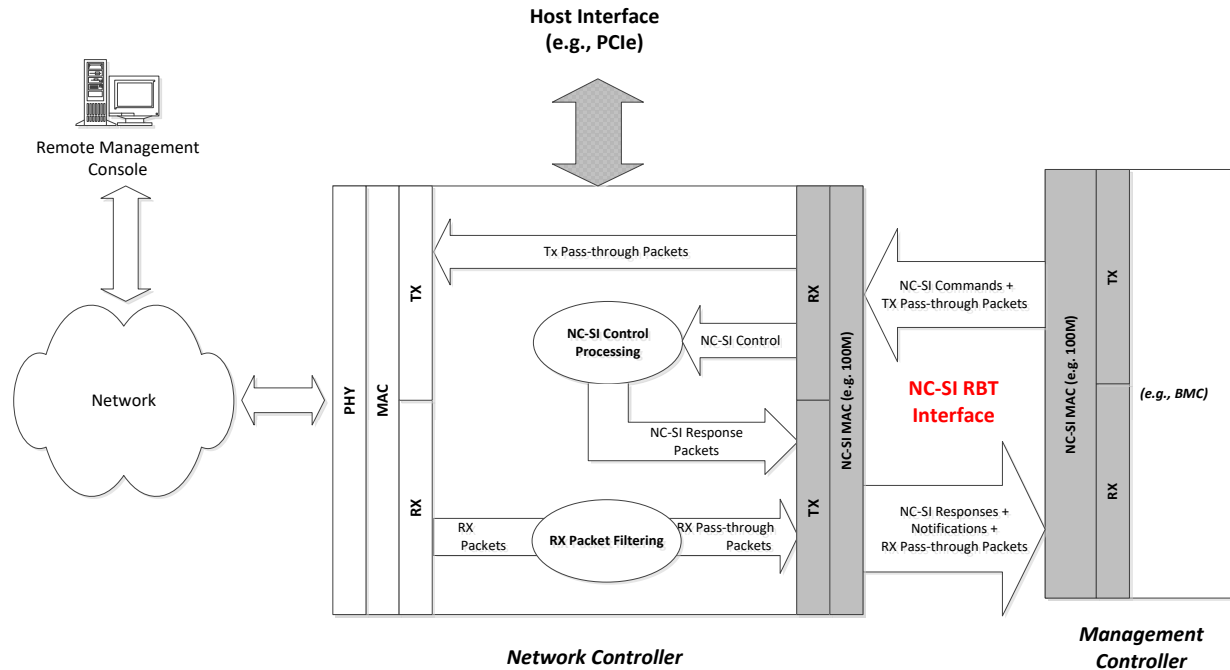 Host Interface
(e.g., PCIe)
Remote Management
Console
Network
PHY
MAC
TX
RX
Tx Pass-through Packets
NC-SI Control
Processing
NC-SI Control
NC-SI Response
Packets
RX
Packets
RX Packet Filtering
RX Pass-through
Packets
RX
TX
NC-SI MAC (e.g. 100M)
NC-SI Commands +
TX Pass-through Packets
NC-SI RBT
Interface
NC-SI Responses +
Notifications +
RX Pass-through Packets
NC-SI MAC (e.g. 100M)
TX
RX
(e.g., BMC)
Network Controller
Management
Controller